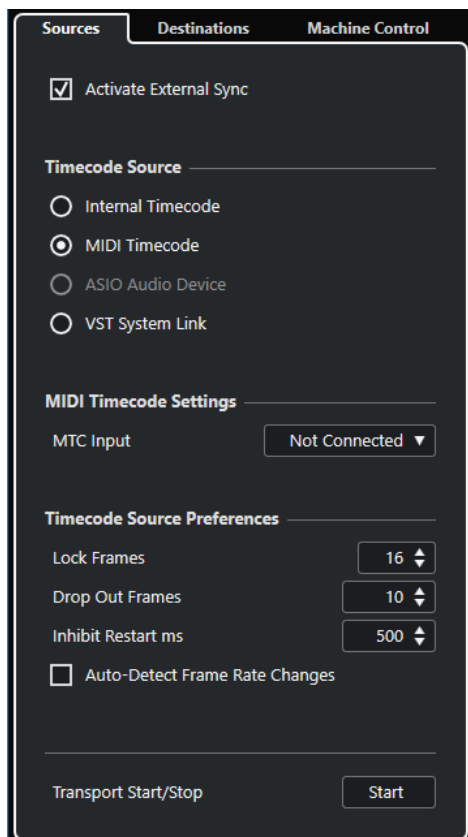 Sources Destinations Machine Control
Activate External Sync
Timecode Source
Internal Timecode
MIDI Timecode
ASIO Audio Device
VST System Link
MIDI Timecode Settings
MTC Input Not Connected
Timecode Source Preferences
Lock Frames 16
Drop Out Frames 10
Inhibit Restart ms 500
Auto-Detect Frame Rate Changes
Transport Start/Stop Start